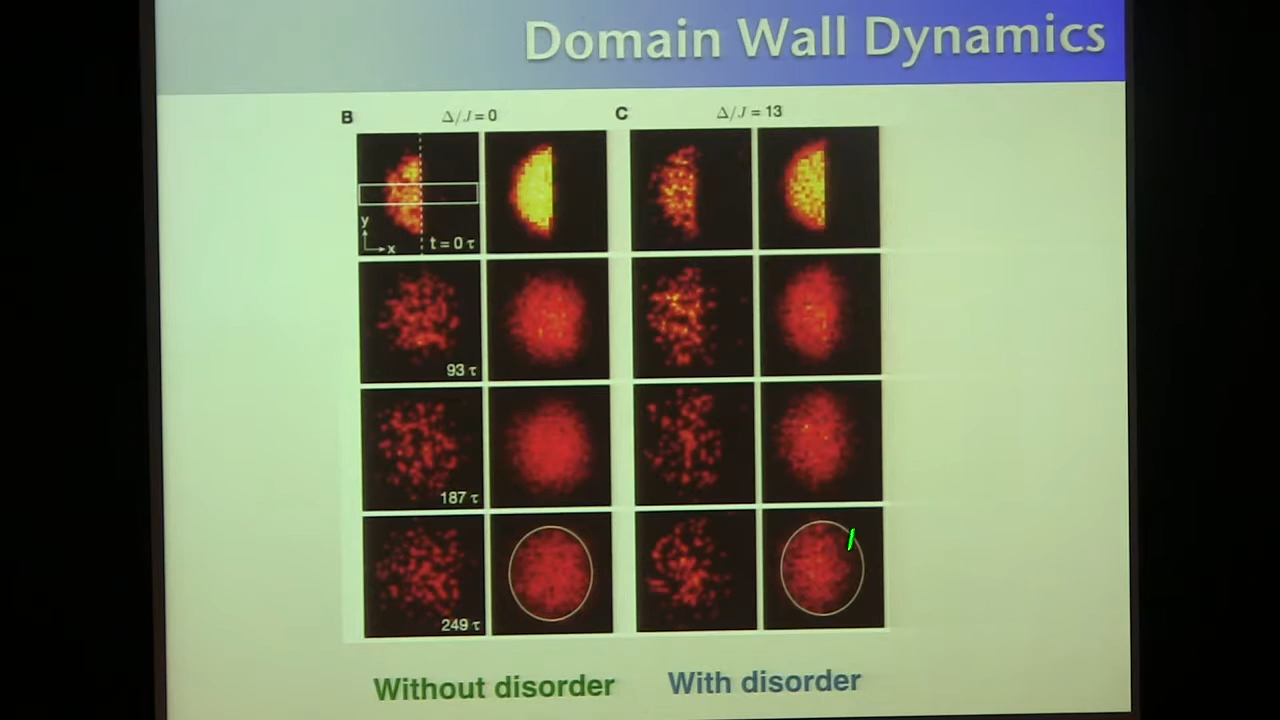 Domain Wall Dynamics
B Δ/J = 0 C Δ/J = 13
y
x t = 0 τ
93 τ
187 τ
249 τ
Without disorder With disorder